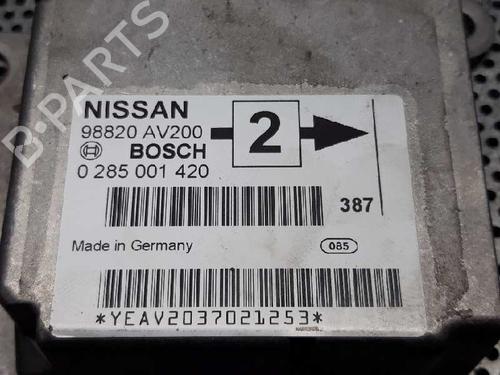 B-PARTS
NISSAN
98820 AV200
2
BOSCH
0 285 001 420
387
Made in Germany
085
*YEAV2037021253*